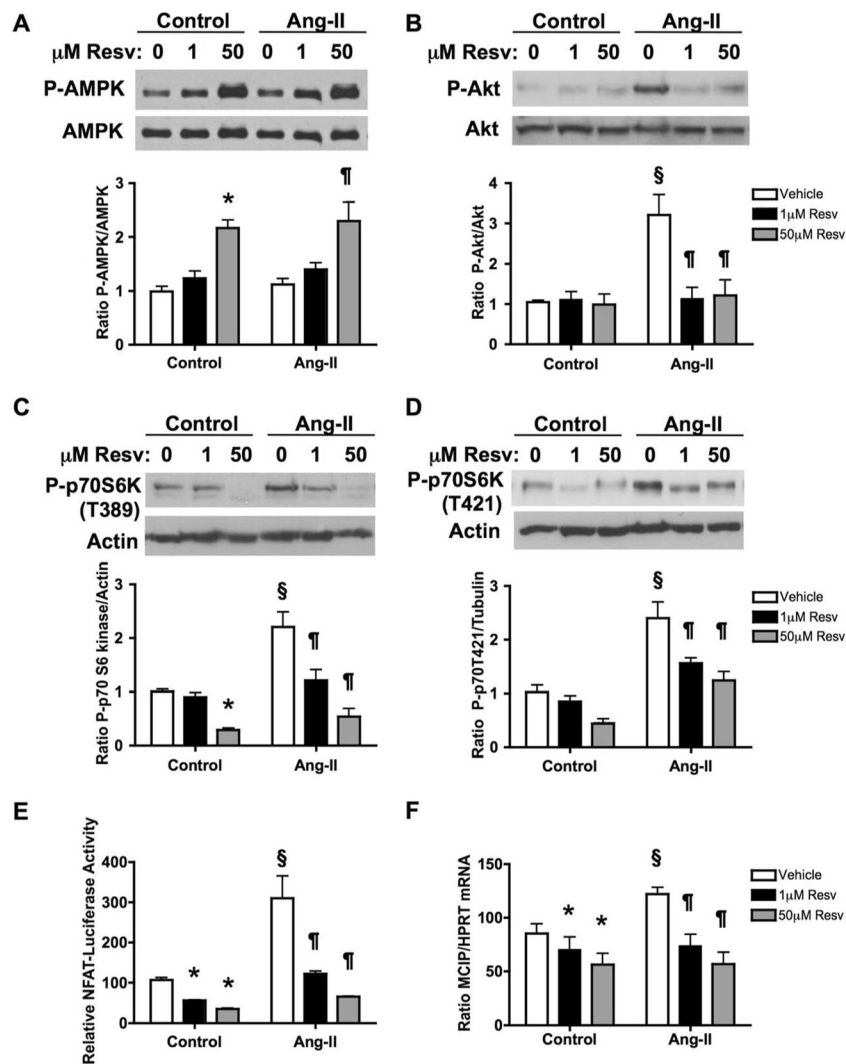 A
Control
Ang-II
μM Resv: 0 1 50 0 1 50
P-AMPK
AMPK
Ratio P-AMPK/AMPK
3
2
1
0
*
¶
Control
Ang-II
B
Control
Ang-II
μM Resv: 0 1 50 0 1 50
P-Akt
Akt
Ratio P-Akt/Akt
4
3
2
1
0
§
¶ ¶
Control
Ang-II
Vehicle
1μM Resv
50μM Resv
C
Control
Ang-II
μM Resv: 0 1 50 0 1 50
P-p70S6K
(T389)
Actin
Ratio P-p70 S6 kinase/Actin
3
2
1
0
*
§
¶
¶
Control
Ang-II
D
Control
Ang-II
μM Resv: 0 1 50 0 1 50
P-p70S6K
(T421)
Actin
Ratio P-p70T421/Tubulin
3
2
1
0
§
¶ ¶
Control
Ang-II
Vehicle
1μM Resv
50μM Resv
E
Relative NFAT-Luciferase Activity
400
300
200
100
0
* *
§
¶
¶
Control
Ang-II
F
Ratio MCIP/HPRT mRNA
150
100
50
0
* *
§
¶
¶
Control
Ang-II
Vehicle
1μM Resv
50μM Resv